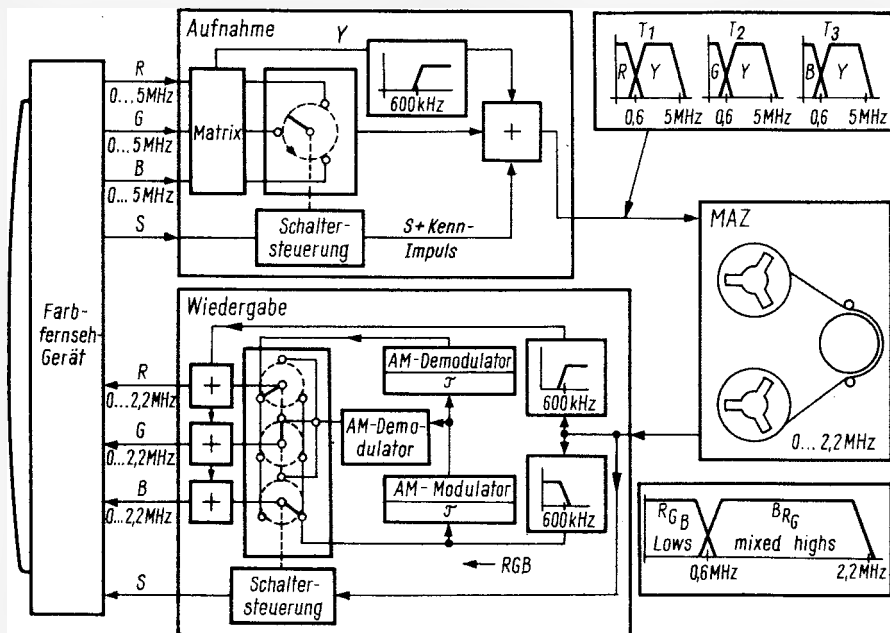 Aufnahme
Y
R
0...5MHz
G
0...5MHz
B
0...5MHz
S
Matrix
600kHz
+
Schalter-
steuerung
S+Kenn-
Impuls
T1
T2
T3
R Y
G Y
B Y
0,6 5MHz
0,6 5MHz
0,6 5MHz
MAZ
0...2,2MHz
Farb-
fernseh-
Gerät
Wiedergabe
R
0...2,2MHz
G
0...2,2MHz
B
0...2,2MHz
S
+
+
+
AM-Demodulator
τ
600kHz
AM-Demo-
dulator
AM-Modulator
τ
600kHz
RGB
Schalter-
steuerung
RGB
Lows
BRG
mixed highs
0,6MHz
2,2MHz